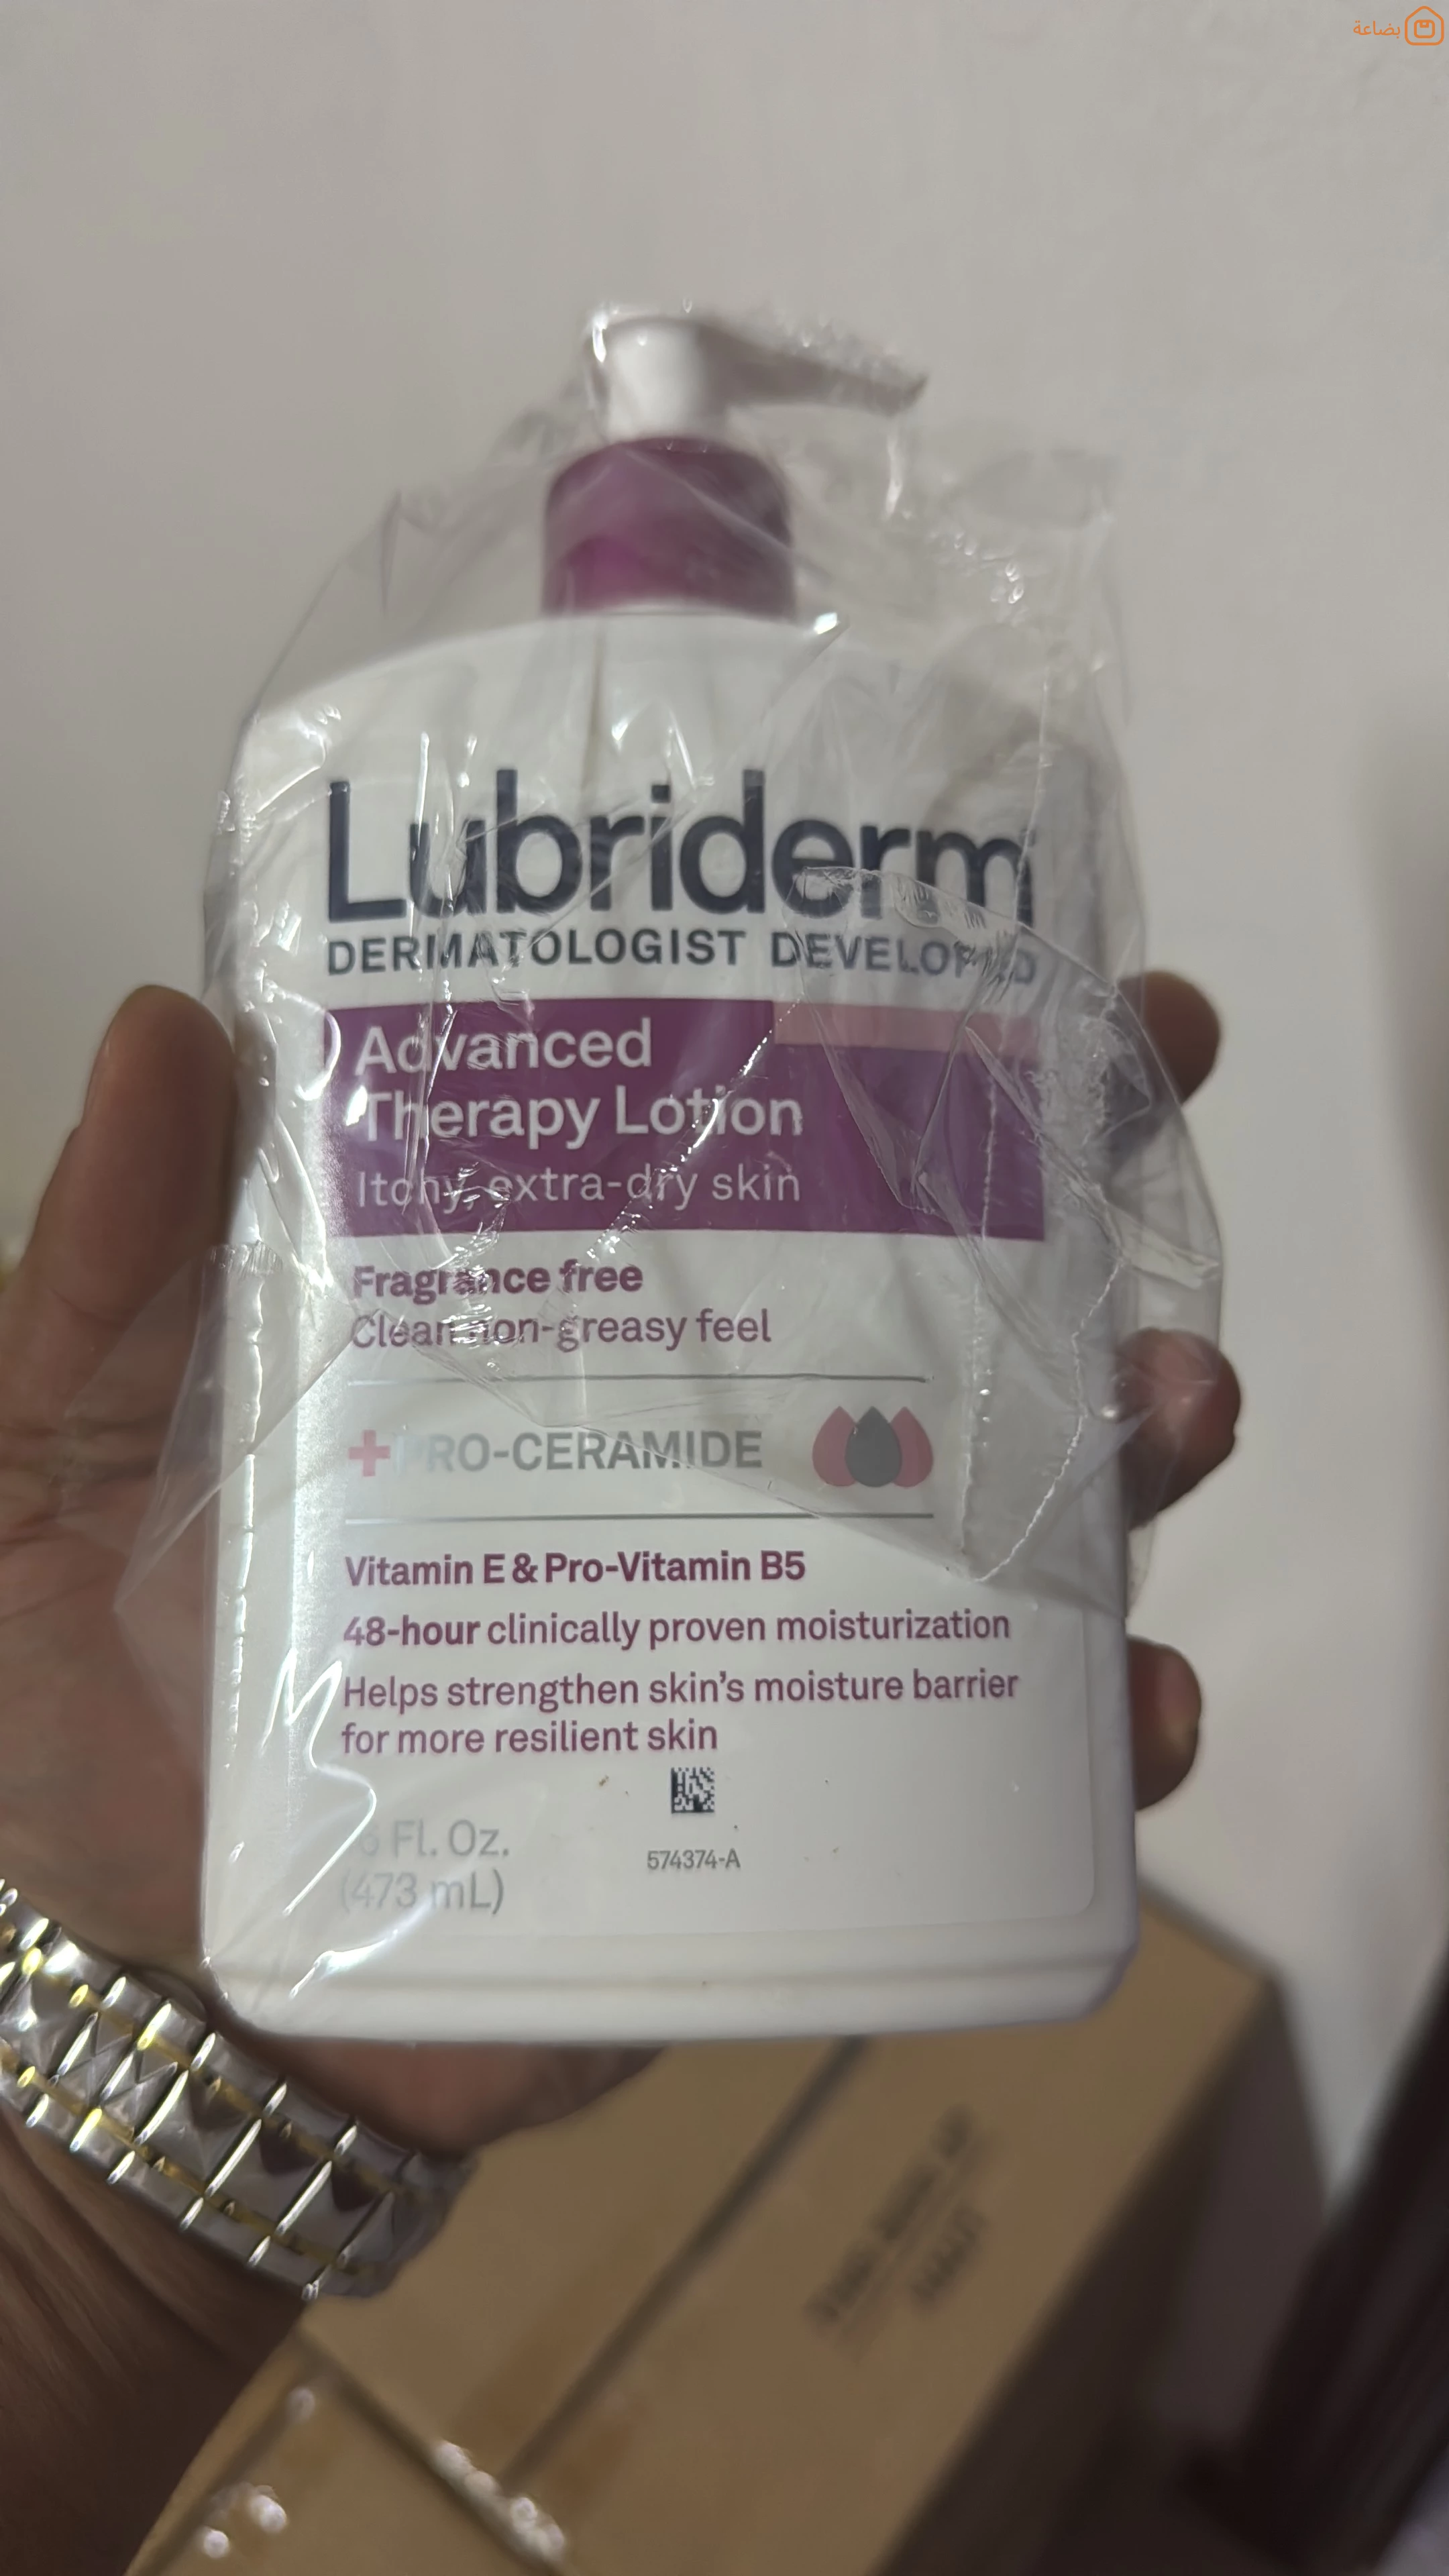 بضاعة
Lubriderm
DERMATOLOGIST DEVELOPED
Advanced
Therapy Lotion
Itchy, extra-dry skin
Fragrance free
Clean non-greasy feel
+PRO-CERAMIDE
Vitamin E & Pro-Vitamin B5
48-hour clinically proven moisturization
Helps strengthen skin's moisture barrier
for more resilient skin
Fl. Oz.
(473 mL)
574374-A